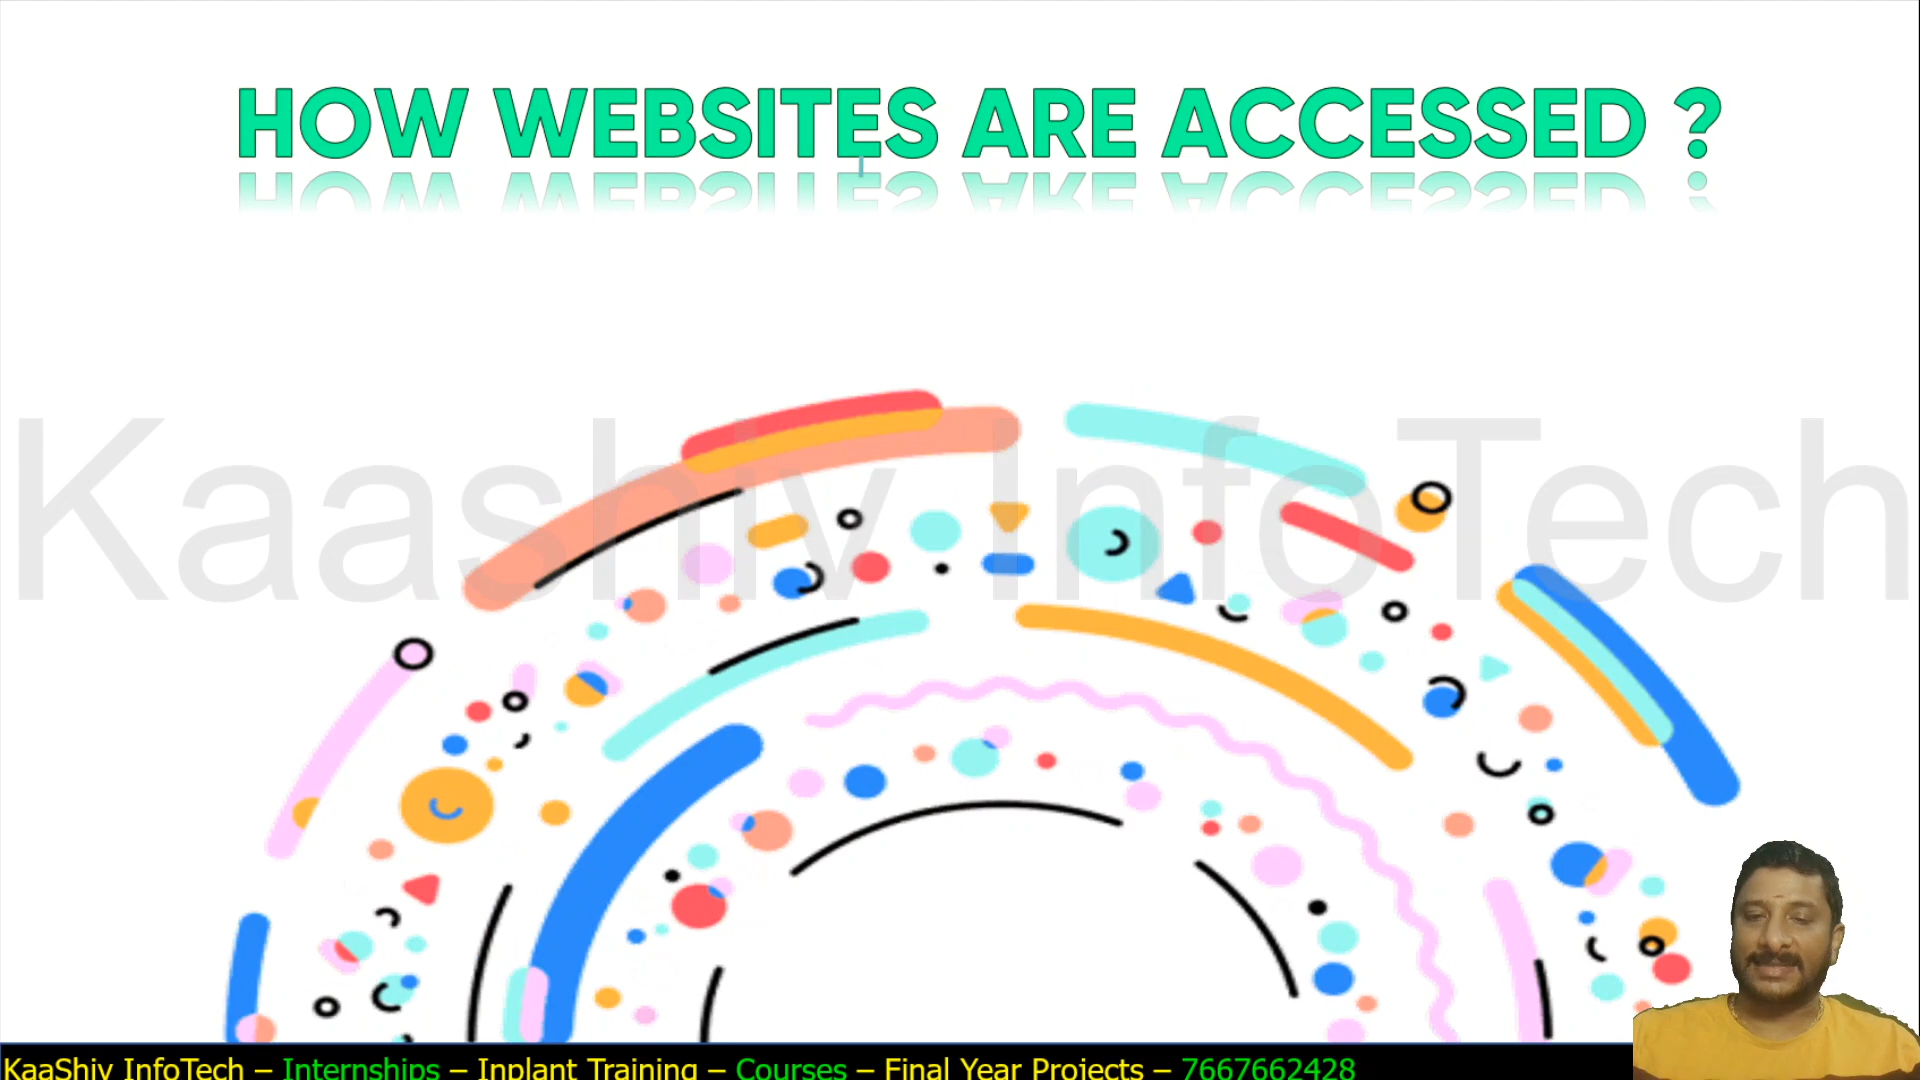 HOW WEBSITES ARE ACCESSED ?
Kaashiv InfoTech
KaaShiv InfoTech – Internships – Inplant Training – Courses – Final Year Projects – 7667662428